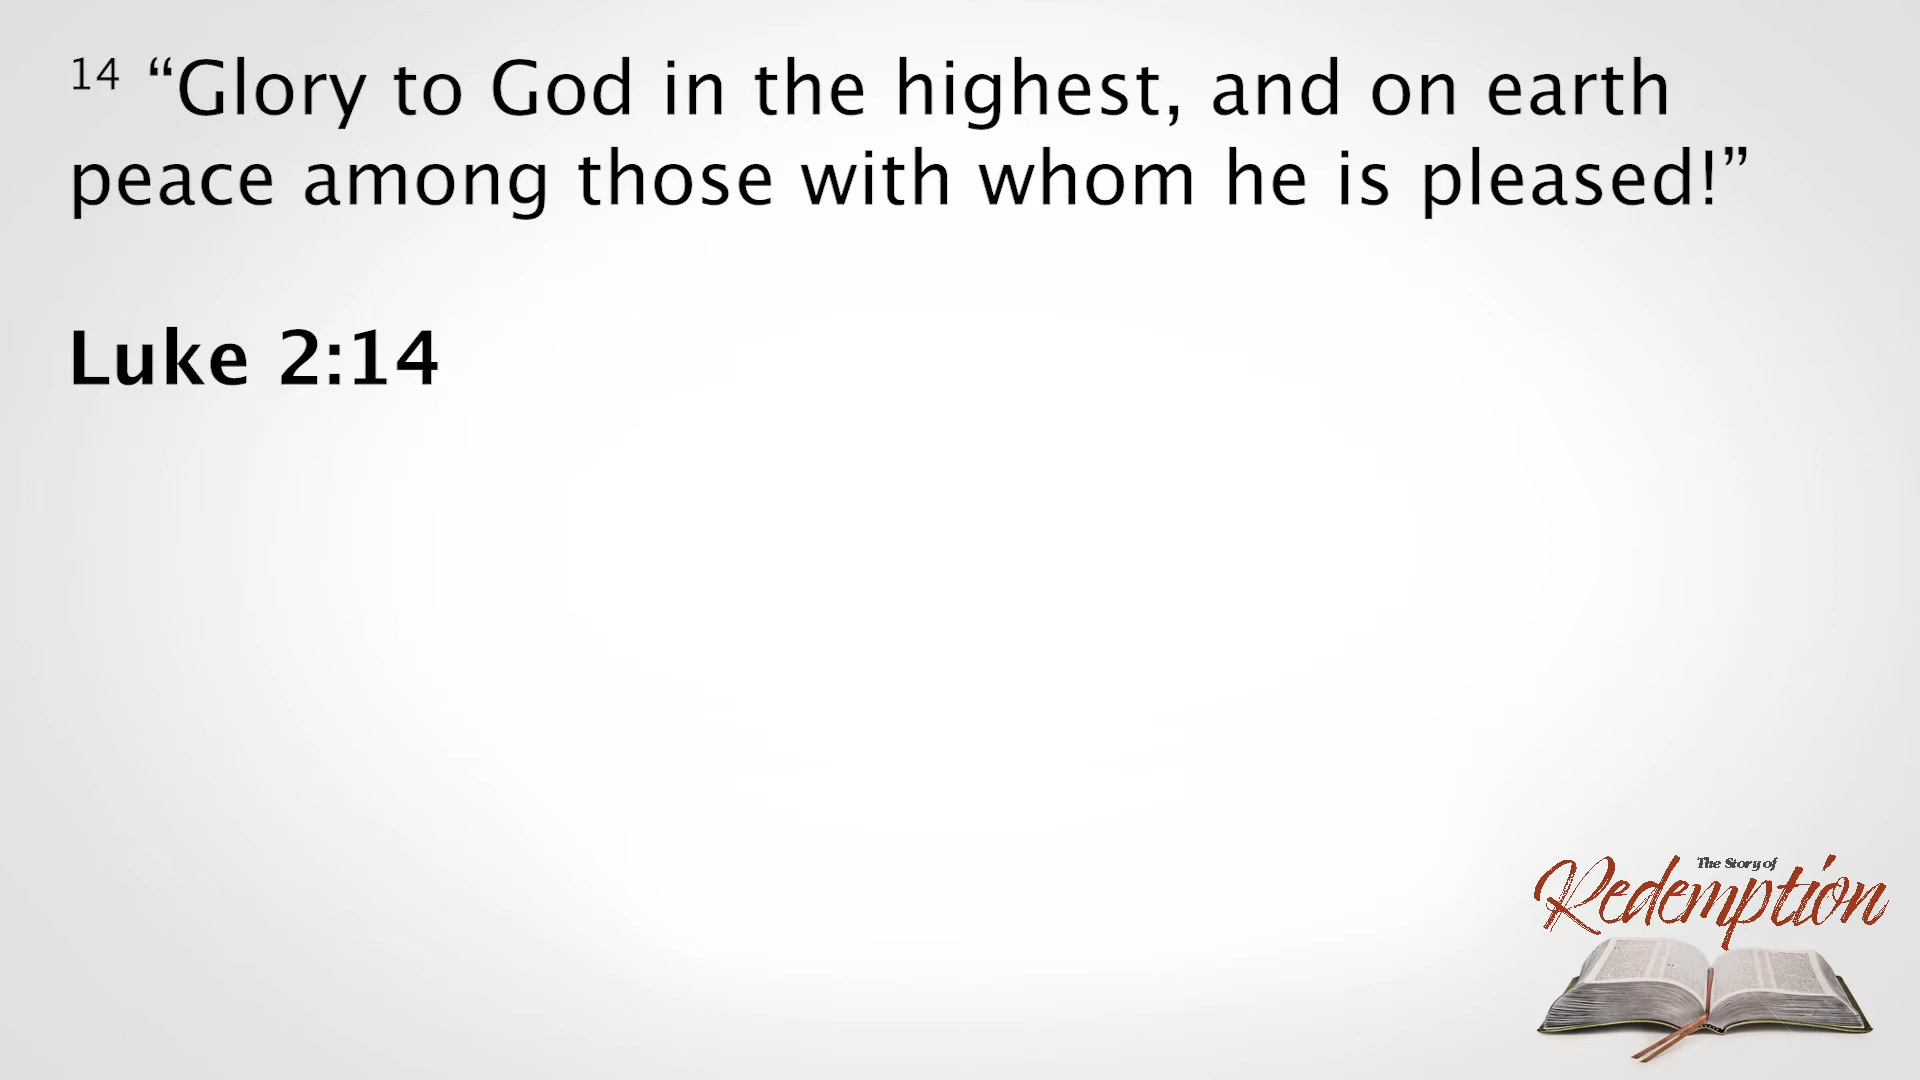 14 “Glory to God in the highest, and on earth
peace among those with whom he is pleased!”
Luke 2:14
The Story of
Redemption